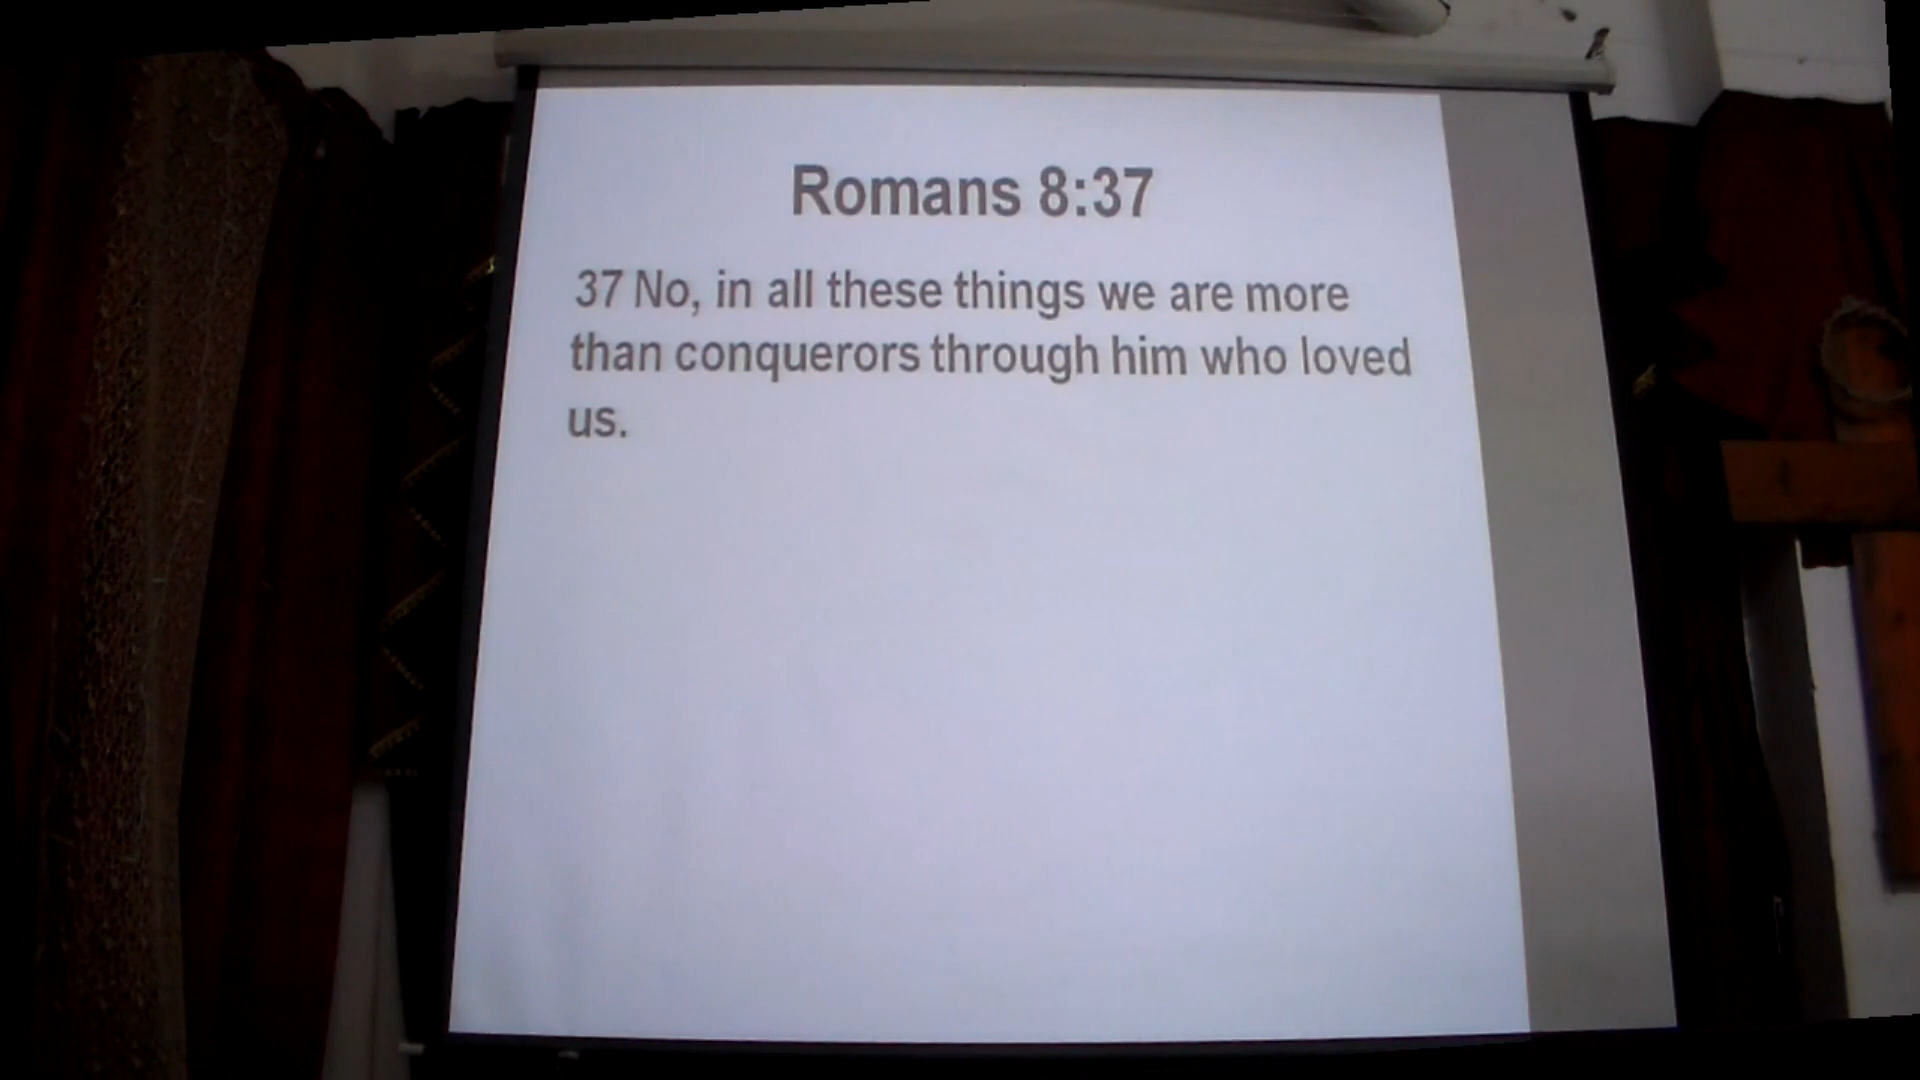 Romans 8:37
37 No, in all these things we are more
than conquerors through him who loved
us.